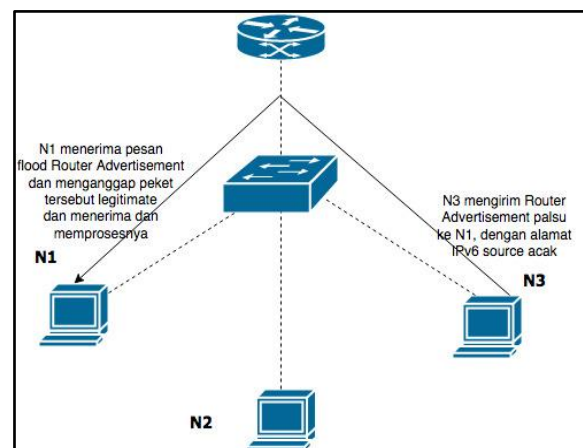 N1 menerima pesan
flood Router Advertisement
dan menganggap peket
tersebut legitimate
dan menerima dan
memprosesnya
N3 mengirim Router
Advertisement palsu
ke N1, dengan alamat
IPv6 source acak
N1
N3
N2